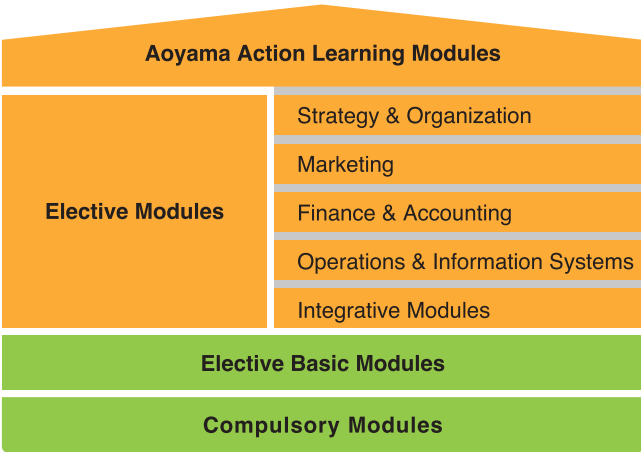 Aoyama Action Learning Modules
Elective Modules
Strategy & Organization
Marketing
Finance & Accounting
Operations & Information Systems
Integrative Modules
Elective Basic Modules
Compulsory Modules